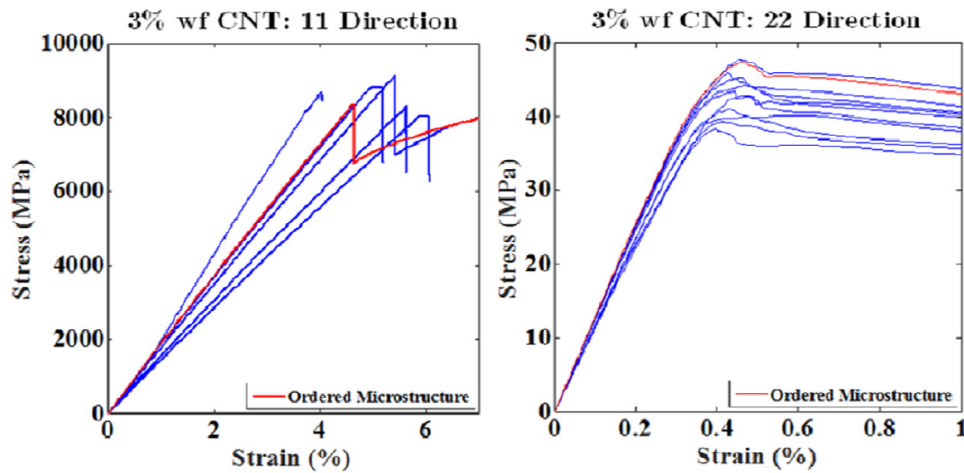 3% wf CNT: 11 Direction
10000
8000
6000
4000
2000
0
Stress (MPa)
0 2 4 6
Strain (%)
Ordered Microstructure
3% wf CNT: 22 Direction
50
40
30
20
10
0
Stress (MPa)
0 0.2 0.4 0.6 0.8 1
Strain (%)
Ordered Microstructure